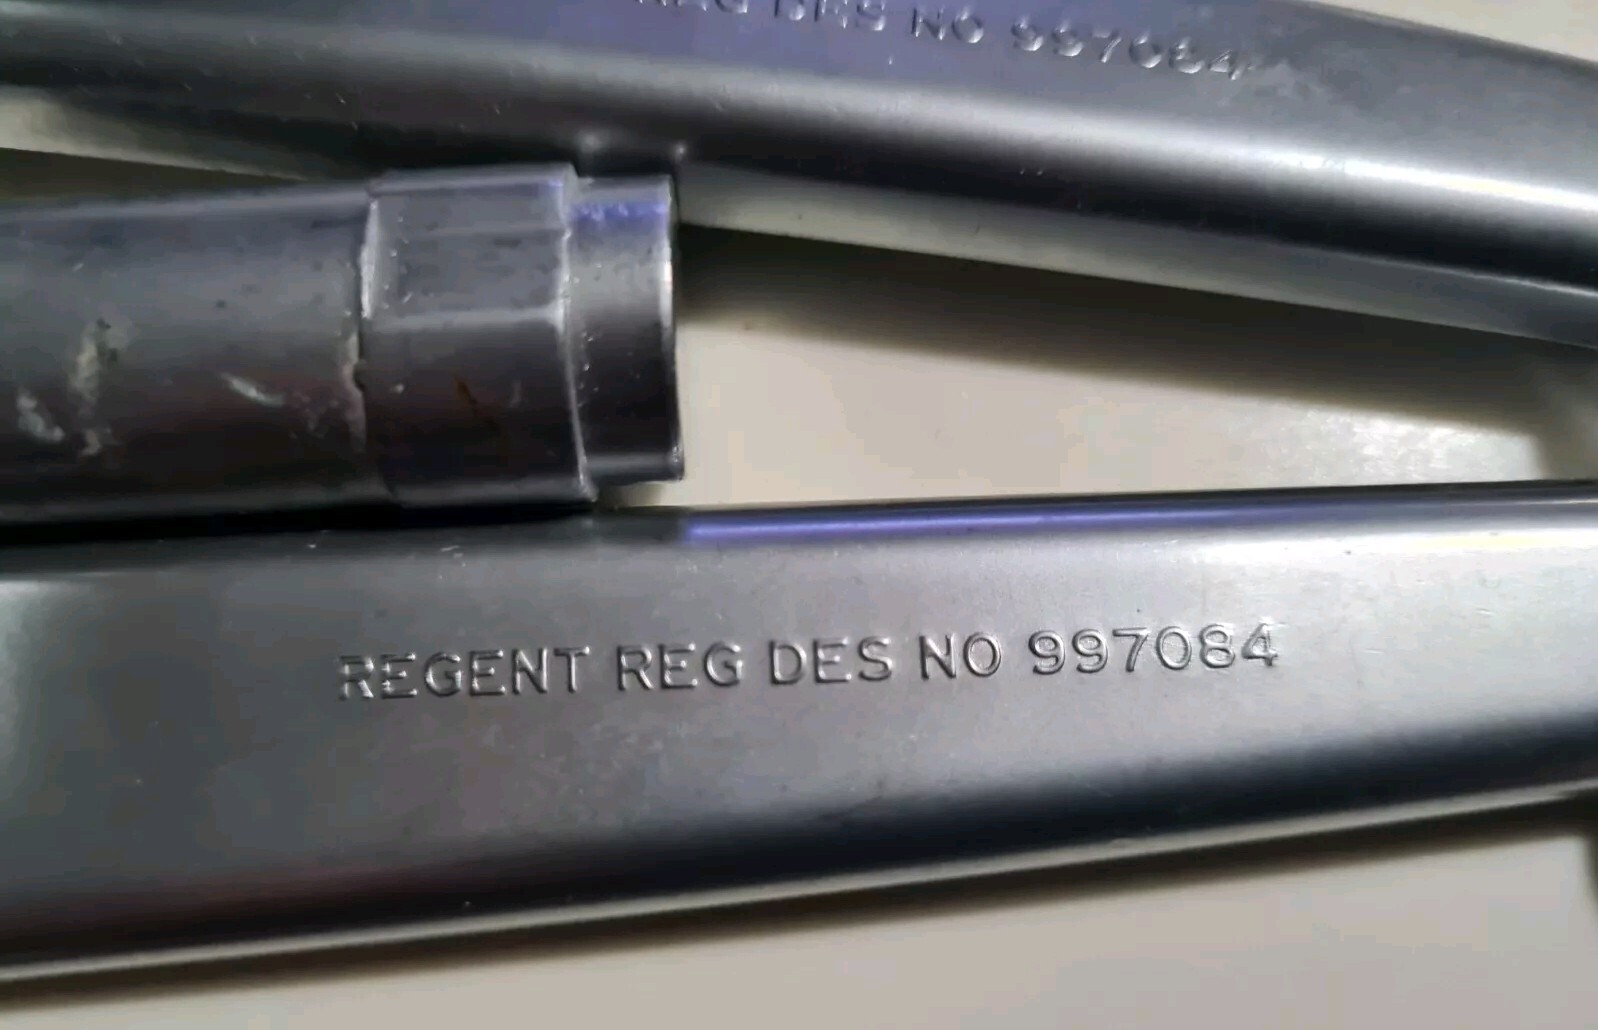 REG DES NO 997084
REGENT REG DES NO 997084